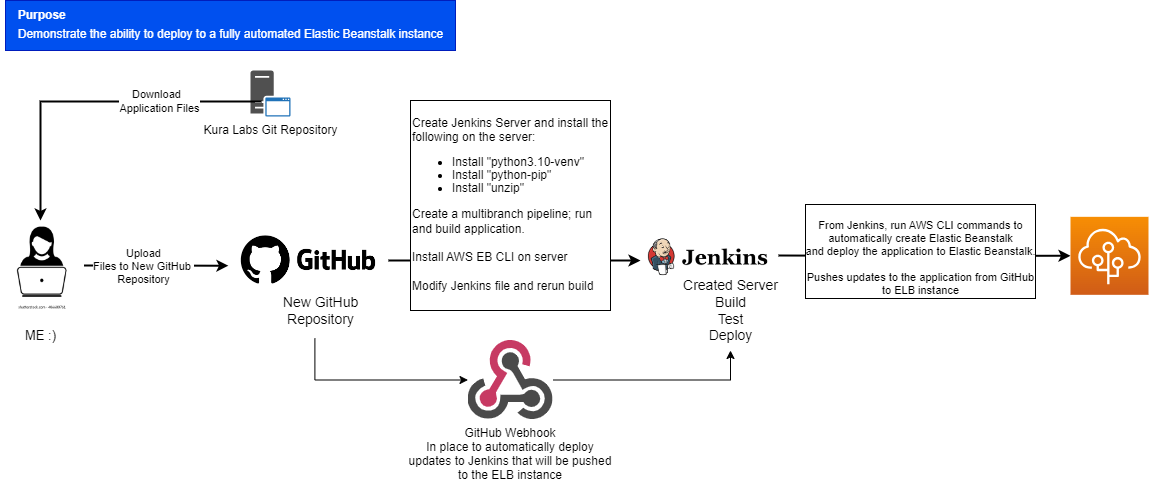 Purpose
Demonstrate the ability to deploy to a fully automated Elastic Beanstalk instance
Download
Application Files
Kura Labs Git Repository
ME :)
Upload
Files to New GitHub
Repository
GitHub
New GitHub
Repository
Create Jenkins Server and install the
following on the server:
• Install "python3.10-venv"
• Install "python-pip"
• Install "unzip"
Create a multibranch pipeline; run
and build application.
Install AWS EB CLI on server
Modify Jenkins file and rerun build
Jenkins
Created Server
Build
Test
Deploy
From Jenkins, run AWS CLI commands to
automatically create Elastic Beanstalk
and deploy the application to Elastic Beanstalk.
Pushes updates to the application from GitHub
to ELB instance
GitHub Webhook
In place to automatically deploy
updates to Jenkins that will be pushed
to the ELB instance